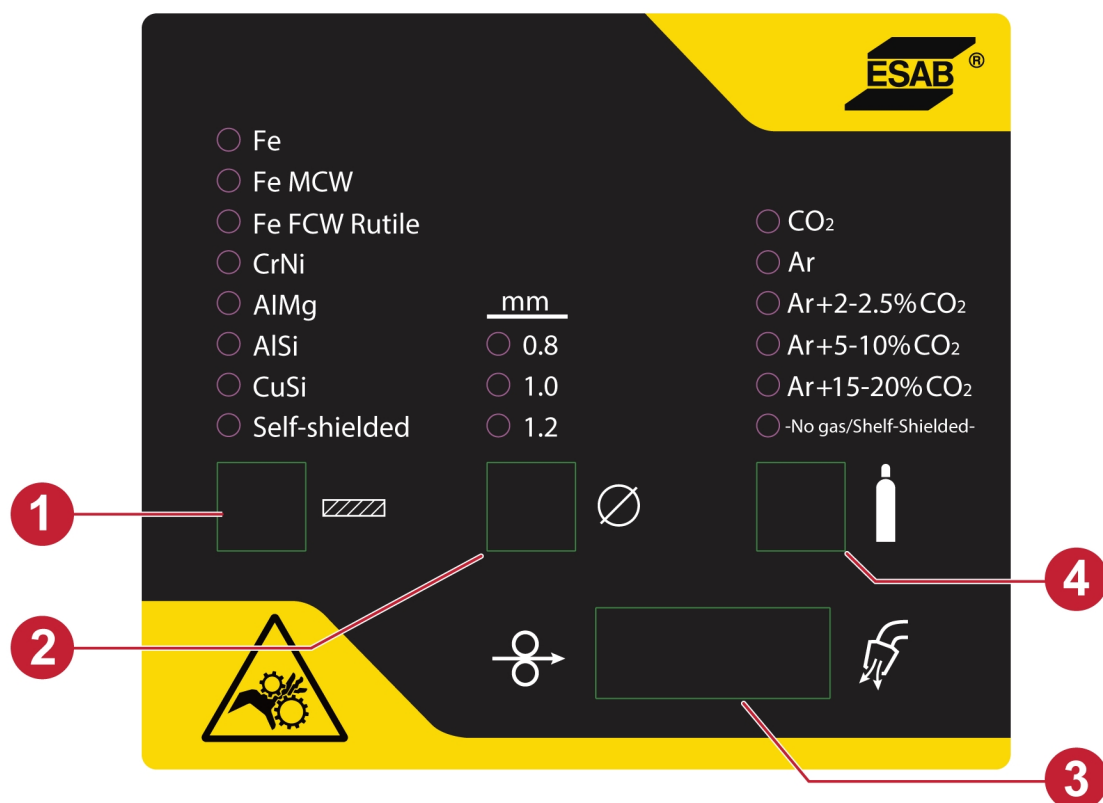 ESAB ®
Fe
Fe MCW
Fe FCW Rutile
CrNi
AlMg
AlSi
CuSi
Self-shielded
mm
0.8
1.0
1.2
CO₂
Ar
Ar+2-2.5%CO₂
Ar+5-10%CO₂
Ar+15-20%CO₂
-No gas/Shelf-Shielded-
1
2
4
3